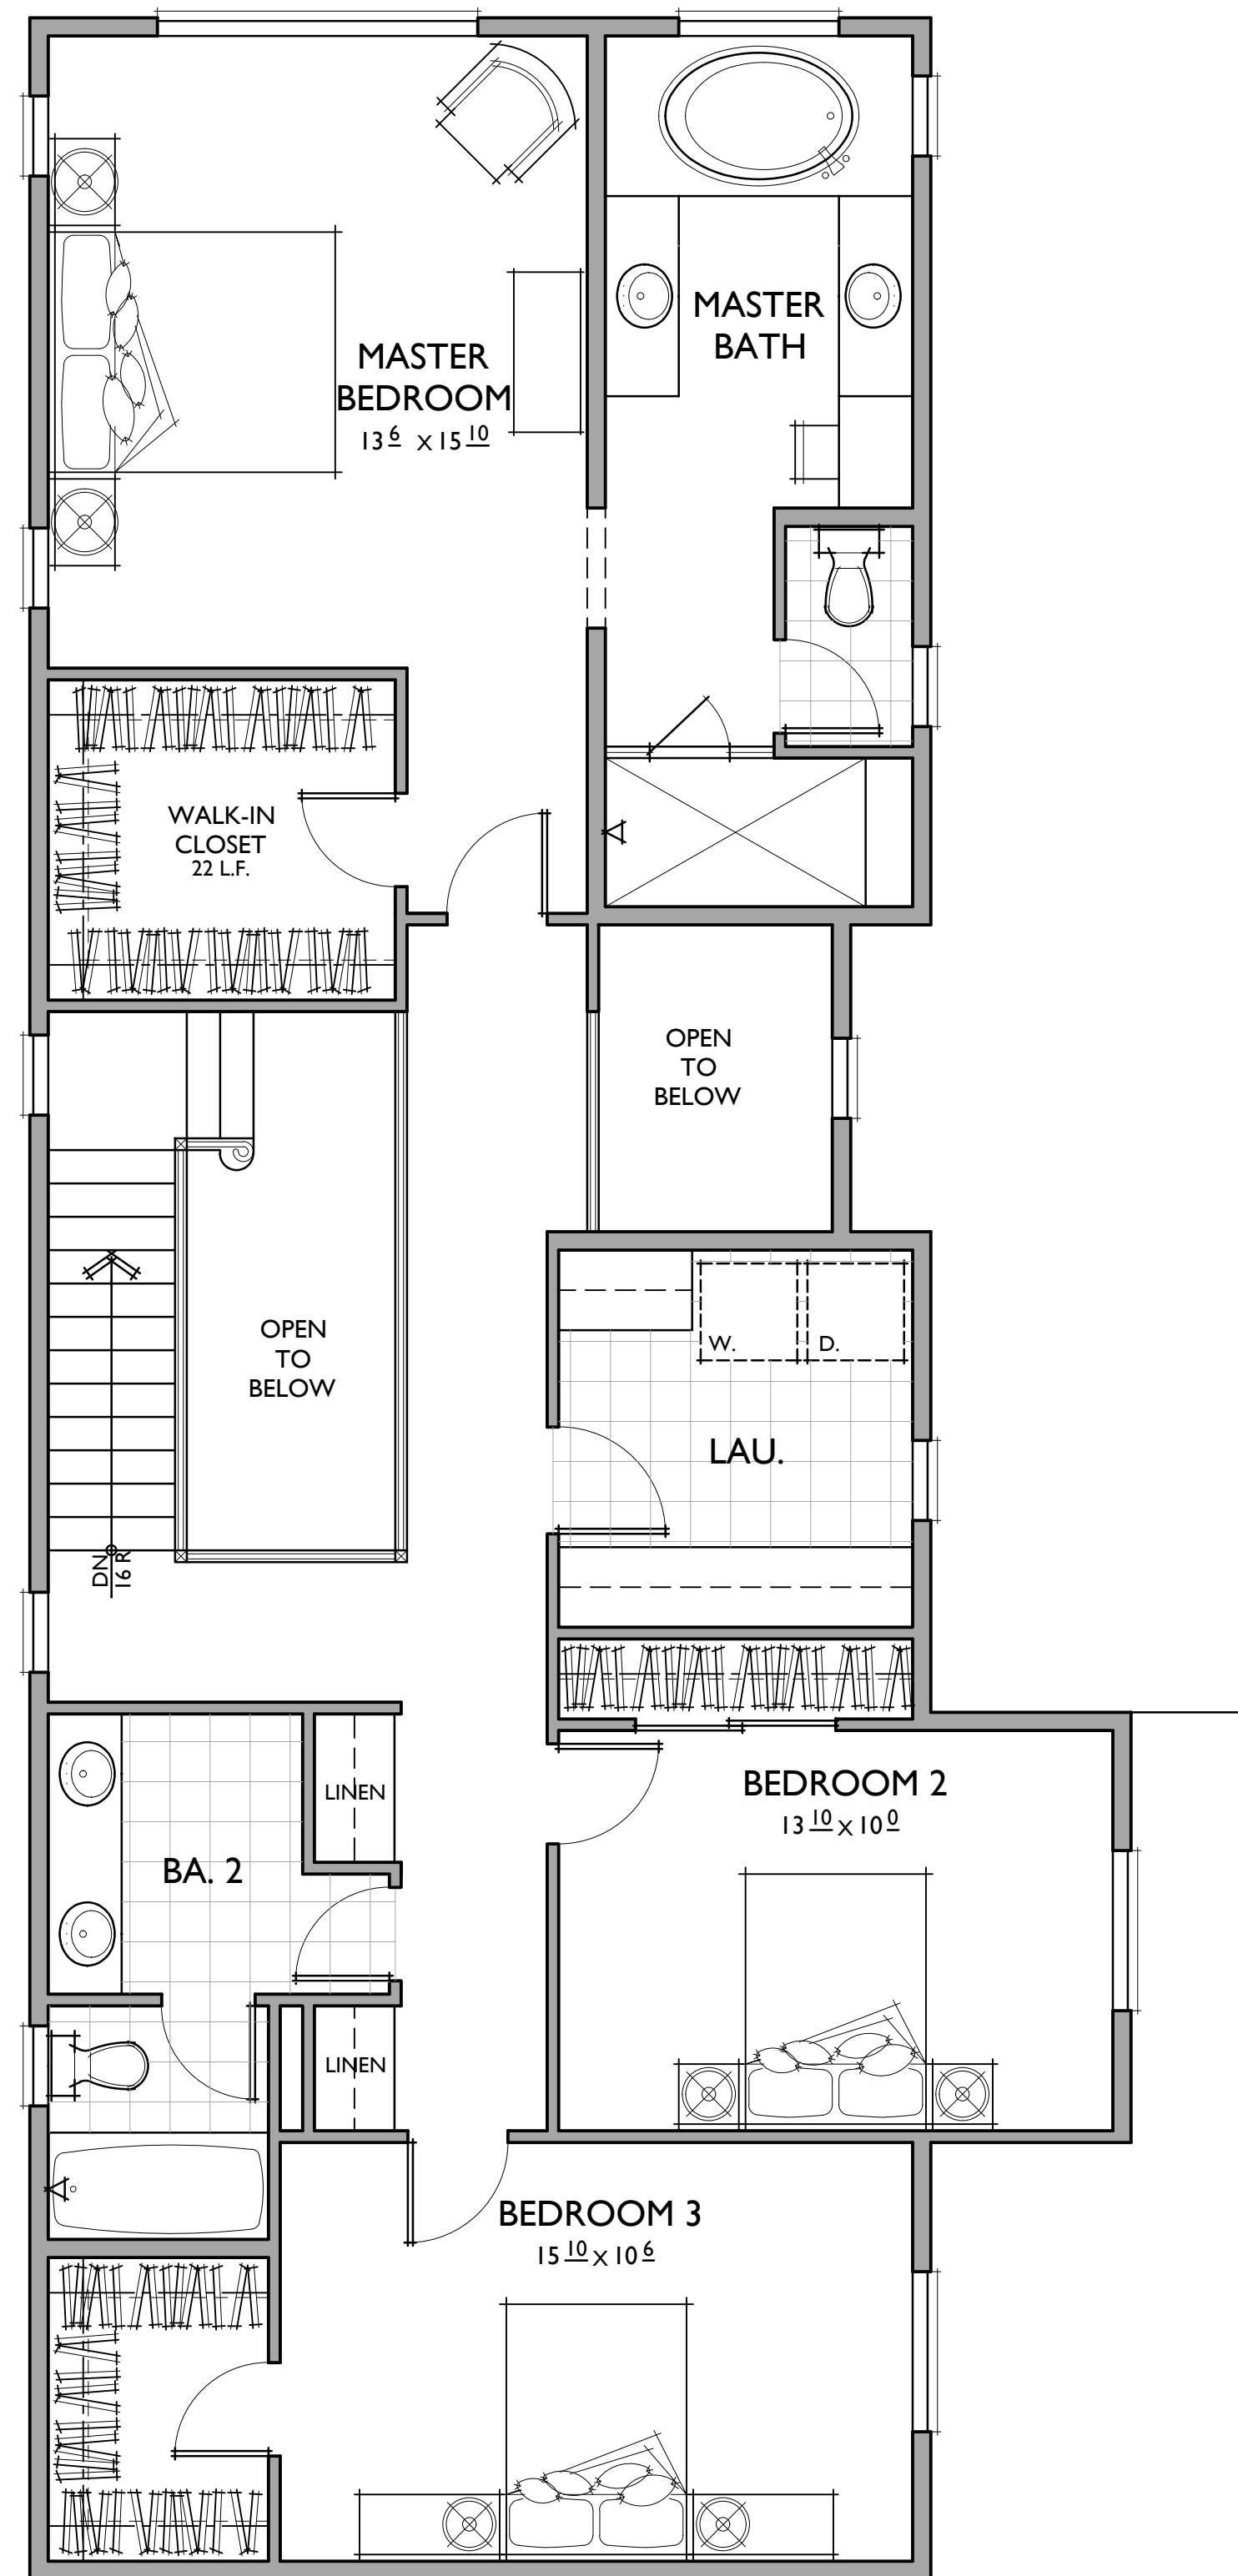 MASTER
BEDROOM
13 6 X 15 10
MASTER
BATH
WALK-IN
CLOSET
22 L.F.
OPEN
TO
BELOW
OPEN
TO
BELOW
W.
D.
LAU.
DN
16 R
LINEN
BEDROOM 2
13 10 X 10 0
BA. 2
LINEN
BEDROOM 3
15 10 X 10 6